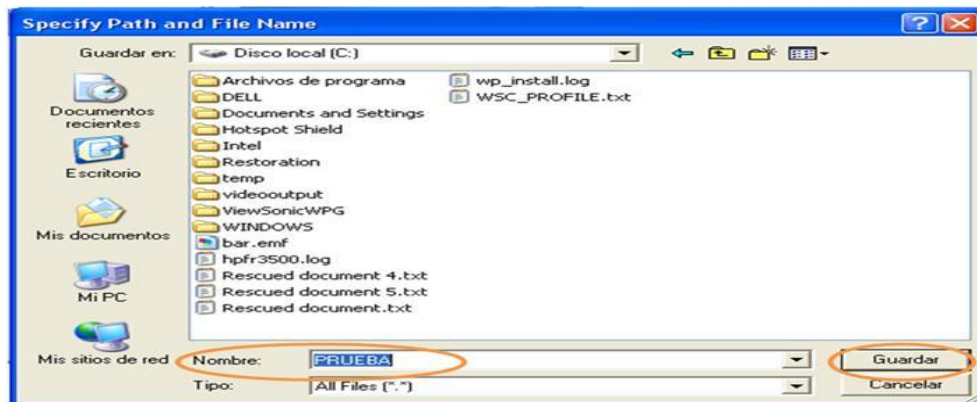 Specify Path and File Name
Guardar en:
Disco local (C:)
Documentos
recientes
Escritorio
Mis documentos
Mi PC
Mis sitios de red
Archivos de programa
DELL
Documents and Settings
Hotspot Shield
Intel
Restoration
temp
videooutput
ViewSonicWPG
WINDOWS
bar.emf
hpfr3500.log
Rescued document 4.txt
Rescued document 5.txt
Rescued document.txt
wp_install.log
WSC_PROFILE.txt
Nombre:
PRUEBA
Guardar
Tipo:
All Files (*.*)
Cancelar